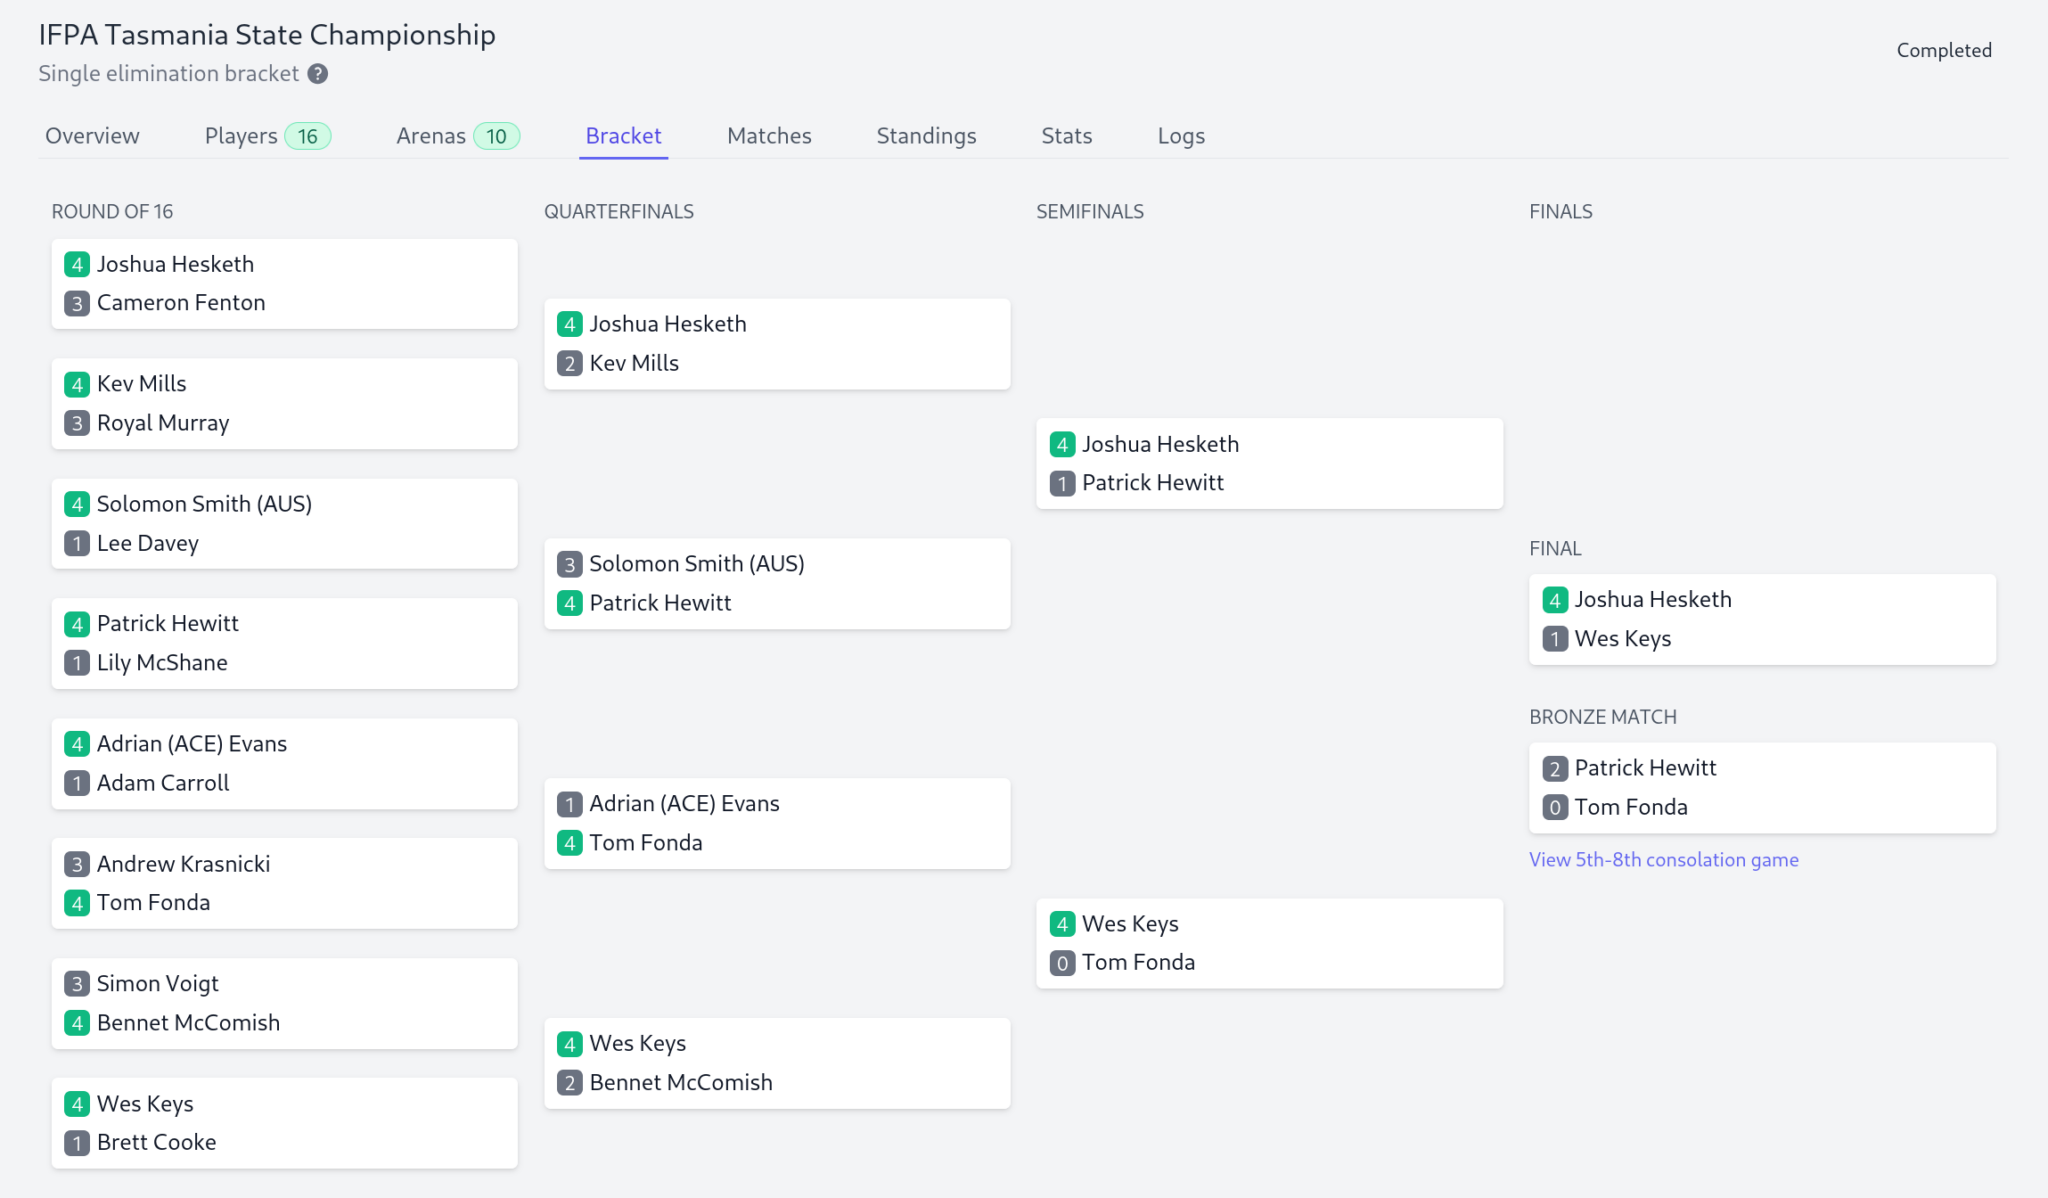 IFPA Tasmania State Championship
Single elimination bracket ?
Completed
Overview Players 16 Arenas 10 Bracket Matches Standings Stats Logs
ROUND OF 16
4 Joshua Hesketh
3 Cameron Fenton
4 Kev Mills
3 Royal Murray
4 Solomon Smith (AUS)
1 Lee Davey
4 Patrick Hewitt
1 Lily McShane
4 Adrian (ACE) Evans
1 Adam Carroll
3 Andrew Krasnicki
4 Tom Fonda
3 Simon Voigt
4 Bennet McComish
4 Wes Keys
1 Brett Cooke
QUARTERFINALS
4 Joshua Hesketh
2 Kev Mills
3 Solomon Smith (AUS)
4 Patrick Hewitt
1 Adrian (ACE) Evans
4 Tom Fonda
4 Wes Keys
2 Bennet McComish
SEMIFINALS
4 Joshua Hesketh
1 Patrick Hewitt
4 Wes Keys
0 Tom Fonda
FINALS
FINAL
4 Joshua Hesketh
1 Wes Keys
BRONZE MATCH
2 Patrick Hewitt
0 Tom Fonda
View 5th-8th consolation game